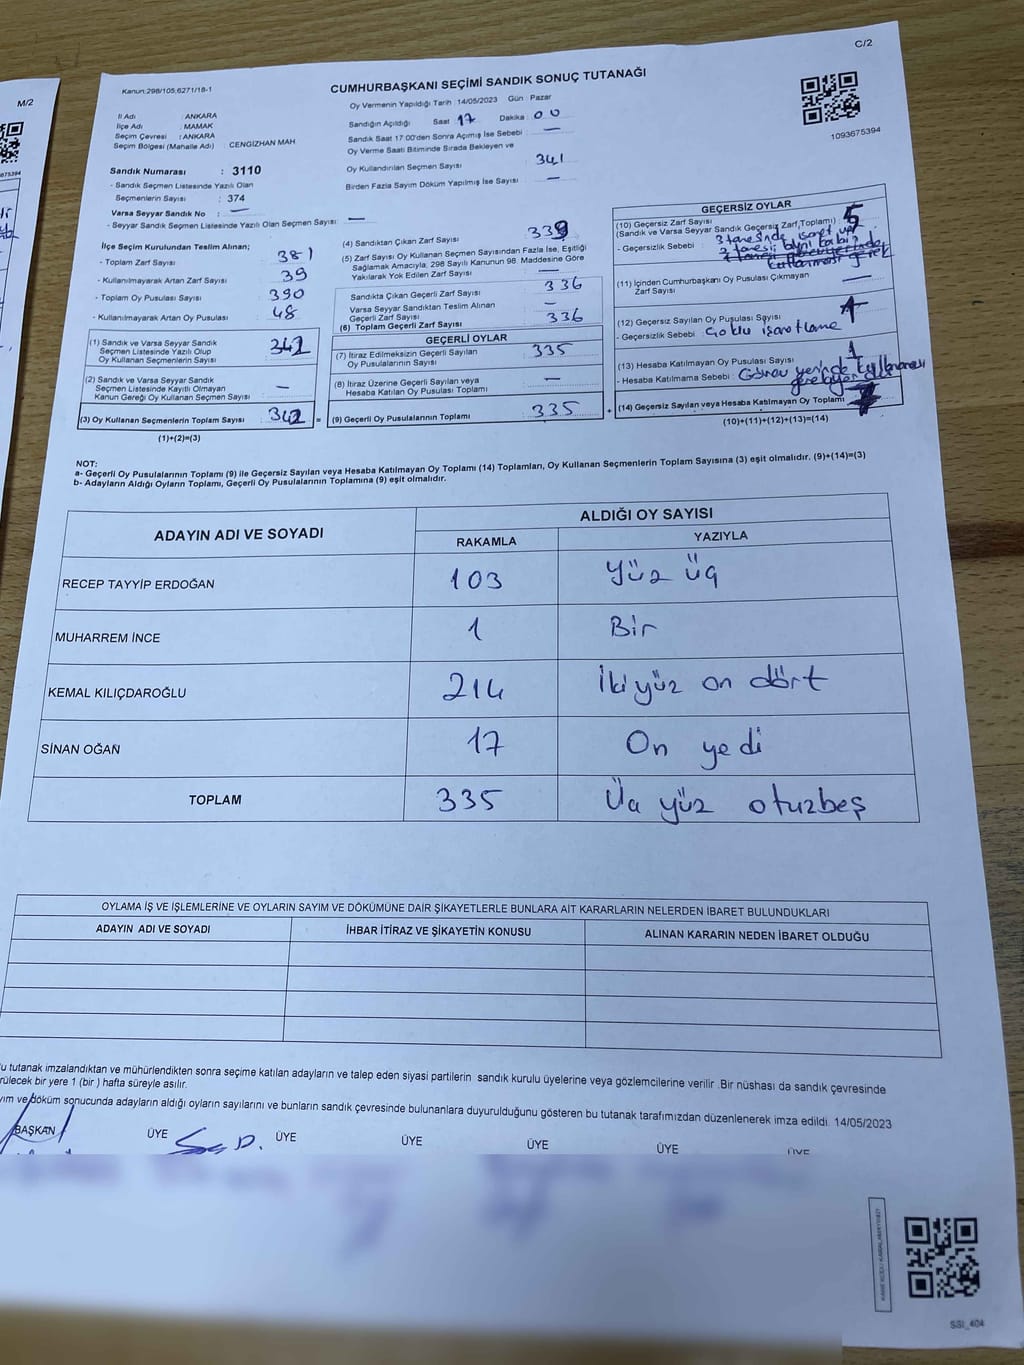 M/2
C/2
Kanun:298/105,6271/18-1
CUMHURBAŞKANI SEÇİMİ SANDIK SONUÇ TUTANAĞI
Oy Vermenin Yapıldığı Tarih : 14/05/2023 Gün : Pazar
İl Adı : ANKARA
İlçe Adı : MAMAK
Seçim Çevresi : ANKARA
Seçim Bölgesi (Mahalle Adı) CENGİZHAN MAH
Sandığın Açıldığı Saat 17 Dakika : 00
Sandık Saat 17:00'den Sonra Açımış İse Sebebi : —
Oy Verme Saati Bitiminde Sırada Bekleyen ve
Oy Kullandırılan Seçmen Sayısı 341
Birden Fazla Sayım Döküm Yapılmış İse Sayısı —
1093675394
Sandık Numarası : 3110
- Sandık Seçmen Listesinde Yazılı Olan
Seçmenlerin Sayısı : 374
Varsa Seyyar Sandık No : —
- Seyyar Sandık Seçmen Listesinde Yazılı Olan Seçmen Sayısı: —
İlçe Seçim Kurulundan Teslim Alınan;
- Toplam Zarf Sayısı : 381
- Kullanılmayarak Artan Zarf Sayısı : 39
- Toplam Oy Pusulası Sayısı : 390
- Kullanılmayarak Artan Oy Pusulası : 48
(1) Sandık ve Varsa Seyyar Sandık
Seçmen Listesinde Yazılı Olup
Oy Kullanan Seçmenlerin Sayısı : 342
(2) Sandık ve Varsa Seyyar Sandık
Seçmen Listesinde Kayıtlı Olmayan
Kanun Gereği Oy Kullanan Seçmen Sayısı : —
(3) Oy Kullanan Seçmenlerin Toplam Sayısı : 342 =
(1)+(2)=(3)
(4) Sandıktan Çıkan Zarf Sayısı : 339
(5) Zarf Sayısı Oy Kullanan Seçmen Sayısından Fazla İse, Eşitliği
Sağlamak Amacıyla, 298 Sayılı Kanunun 98. Maddesine Göre
Yakılarak Yok Edilen Zarf Sayısı : —
Sandıkta Çıkan Geçerli Zarf Sayısı : 336
Varsa Seyyar Sandıktan Teslim Alınan
Geçerli Zarf Sayısı : —
(6) Toplam Geçerli Zarf Sayısı : 336
GEÇERLİ OYLAR
(7) İtiraz Edilmeksizin Geçerli Sayılan
Oy Pusulalarının Sayısı : 335
(8) İtiraz Üzerine Geçerli Sayılan veya
Hesaba Katılan Oy Pusulası Sayısı : —
(9) Geçerli Oy Pusulalarının Toplamı : 335 +
GEÇERSİZ OYLAR
(10) Geçersiz Zarf Sayısı
(Sandık ve Varsa Seyyar Sandık Geçersiz Zarf Toplamı) : 5
- Geçersizlik Sebebi : 3 tanesinde işaret var
(11) İçinden Cumhurbaşkanı Oy Pusulası Çıkmayan
Zarf Sayısı : —
(12) Geçersiz Sayılan Oy Pusulası Sayısı : 1
- Geçersizlik Sebebi : Çoklu işaretleme
(13) Hesaba Katılmayan Oy Pusulası Sayısı : 1
- Hesaba Katılmama Sebebi :
(14) Geçersiz Sayılan veya Hesaba Katılmayan Oy Toplamı : 7
(10)+(11)+(12)+(13)=(14)
NOT:
a- Geçerli Oy Pusulalarının Toplamı (9) ile Geçersiz Sayılan veya Hesaba Katılmayan Oy Toplamı (14) Toplamları, Oy Kullanan Seçmenlerin Toplam Sayısına (3) eşit olmalıdır. (9)+(14)=(3)
b- Adayların Aldığı Oyların Toplamı, Geçerli Oy Pusulalarının Toplamına (9) eşit olmalıdır.
ADAYIN ADI VE SOYADI ALDIĞI OY SAYISI
RAKAMLA YAZIYLA
RECEP TAYYİP ERDOĞAN 103 Yüz üç
MUHARREM İNCE 1 Bir
KEMAL KILIÇDAROĞLU 214 İkiyüz on dört
SİNAN OĞAN 17 On yedi
TOPLAM 335 Üç yüz otuzbeş
OYLAMA İŞ VE İŞLEMLERİNE VE OYLARIN SAYIM VE DÖKÜMÜNE DAİR ŞİKAYETLERLE BUNLARA AİT KARARLARIN NELERDEN İBARET BULUNDUKLARI
ADAYIN ADI VE SOYADI İHBAR İTİRAZ VE ŞİKAYETİN KONUSU ALINAN KARARIN NEDEN İBARET OLDUĞU
u tutanak imzalandıktan ve mühürlendikten sonra seçime katılan adayların ve talep eden siyasi partilerin sandık kurulu üyelerine veya gözlemcilerine verilir .Bir nüshası da sandık çevresinde
rülecek bir yere 1 (bir ) hafta süreyle asılır.
yım ve döküm sonucunda adayların aldığı oyların sayılarını ve bunların sandık çevresinde bulunanlara duyurulduğunu gösteren bu tutanak tarafımızdan düzenlenerek imza edildi. 14/05/2023
BAŞKAN ÜYE ÜYE ÜYE ÜYE ÜYE ÜYE
SSI_404